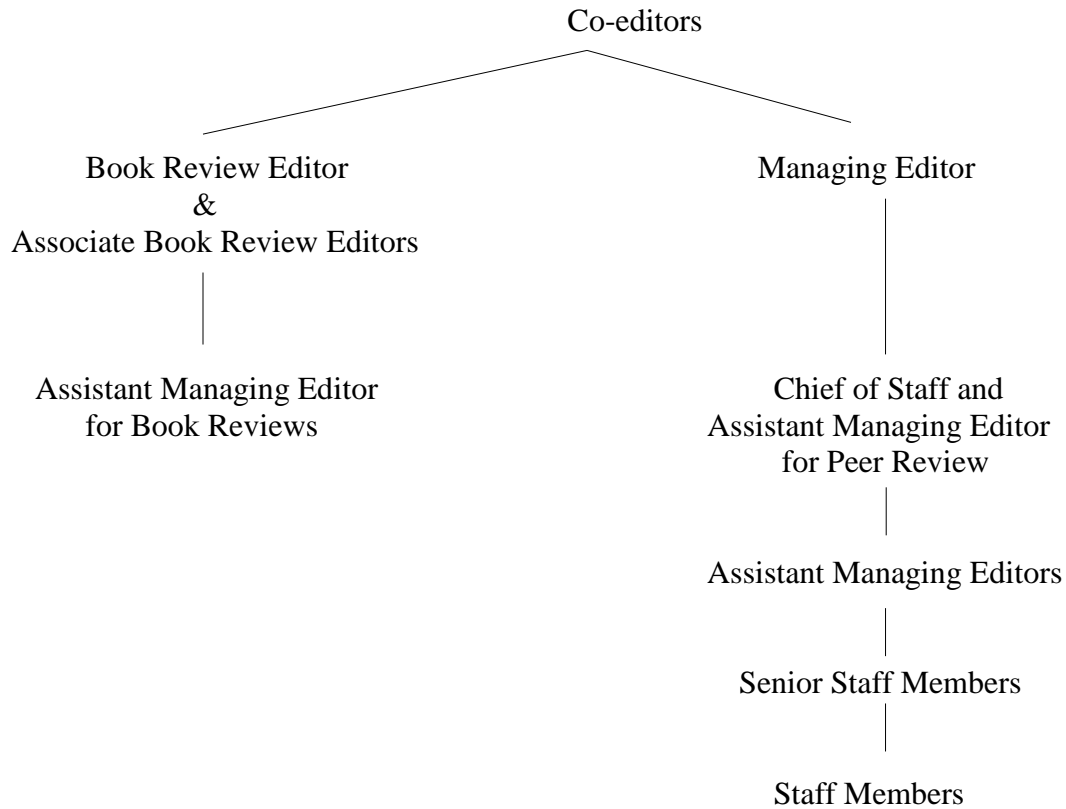 Co-editors
Book Review Editor
&
Associate Book Review Editors
Managing Editor
Assistant Managing Editor
for Book Reviews
Chief of Staff and
Assistant Managing Editor
for Peer Review
Assistant Managing Editors
Senior Staff Members
Staff Members